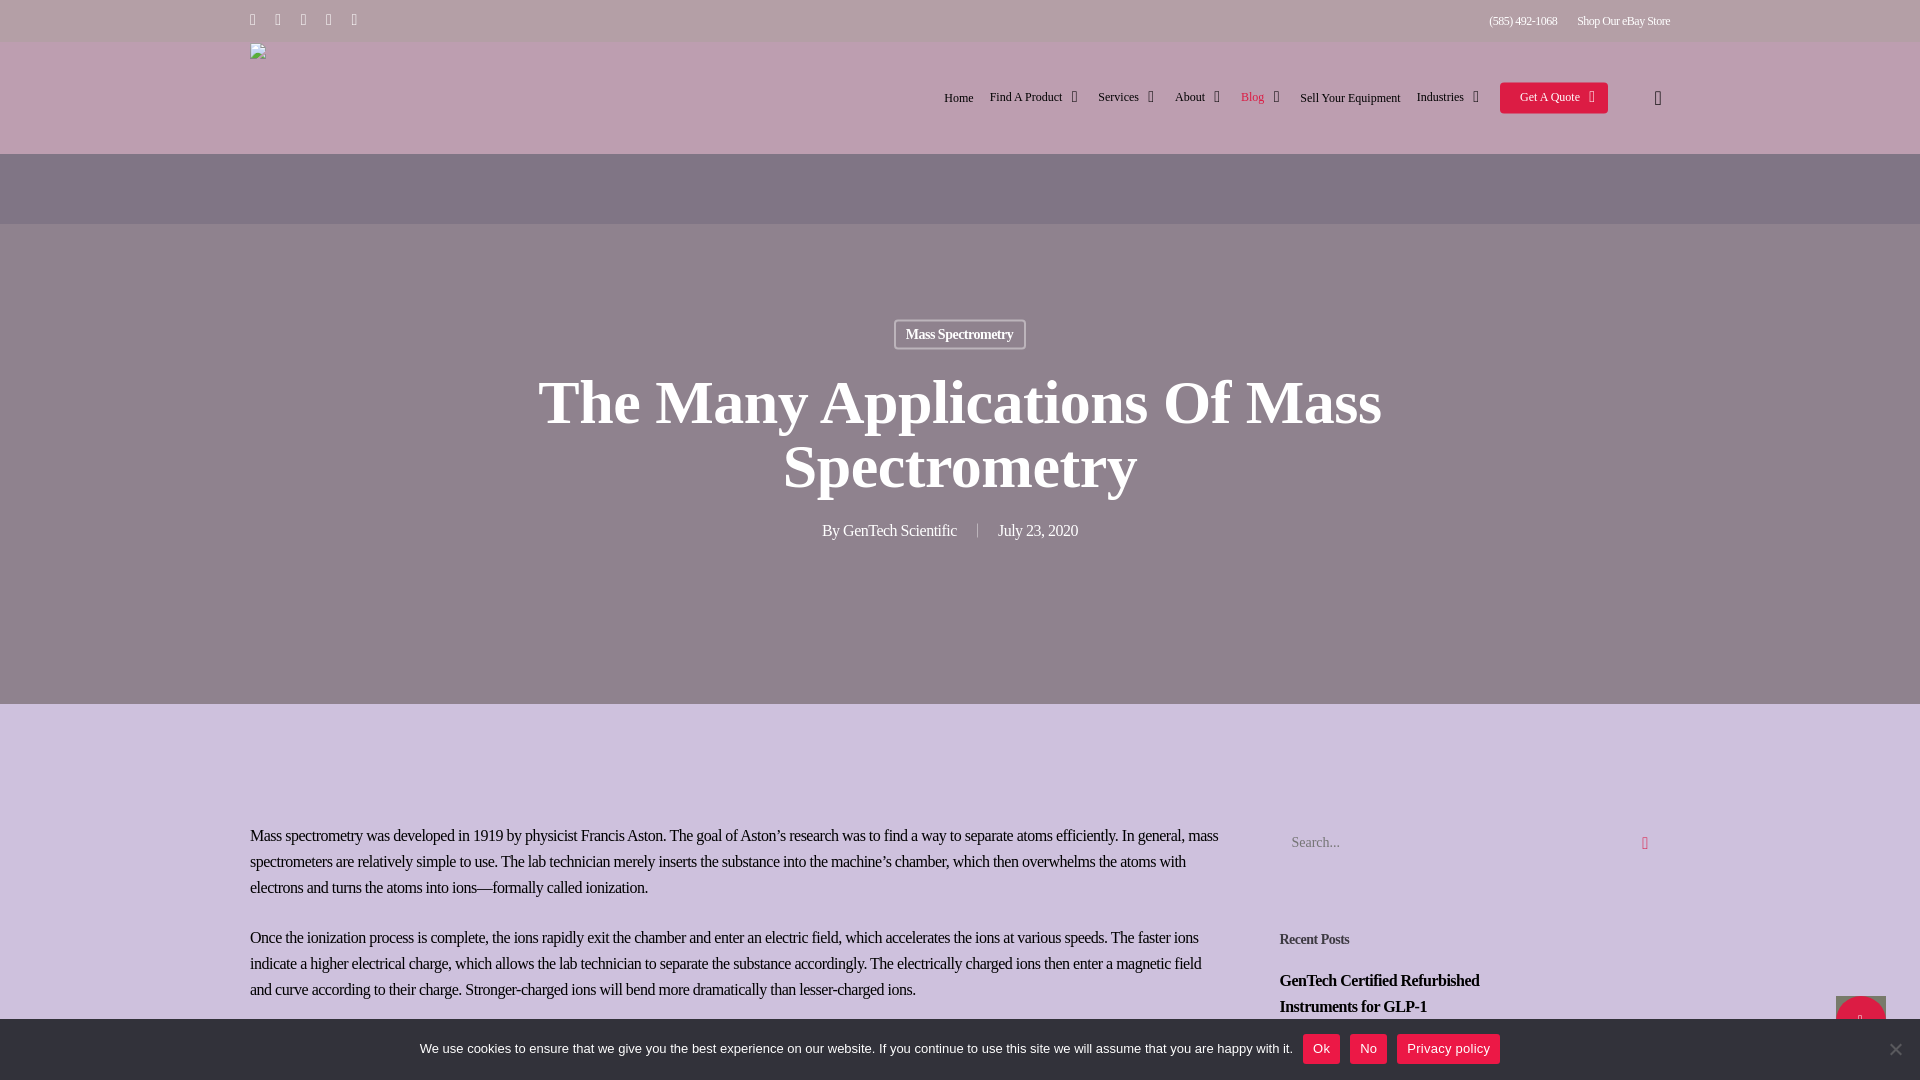 (585) 492-1068 Shop Our eBay Store
Home Find A Product Services About Blog Sell Your Equipment Industries Get A Quote
Mass Spectrometry
The Many Applications Of Mass
Spectrometry
By GenTech Scientific July 23, 2020
Mass spectrometry was developed in 1919 by physicist Francis Aston. The goal of Aston’s research was to find a way to separate atoms efficiently. In general, mass
spectrometers are relatively simple to use. The lab technician merely inserts the substance into the machine’s chamber, which then overwhelms the atoms with
electrons and turns the atoms into ions—formally called ionization.
Once the ionization process is complete, the ions rapidly exit the chamber and enter an electric field, which accelerates the ions at various speeds. The faster ions
indicate a higher electrical charge, which allows the lab technician to separate the substance accordingly. The electrically charged ions then enter a magnetic field
and curve according to their charge. Stronger-charged ions will bend more dramatically than lesser-charged ions.
Search...
Recent Posts
GenTech Certified Refurbished
Instruments for GLP-1
We use cookies to ensure that we give you the best experience on our website. If you continue to use this site we will assume that you are happy with it. Ok No Privacy policy